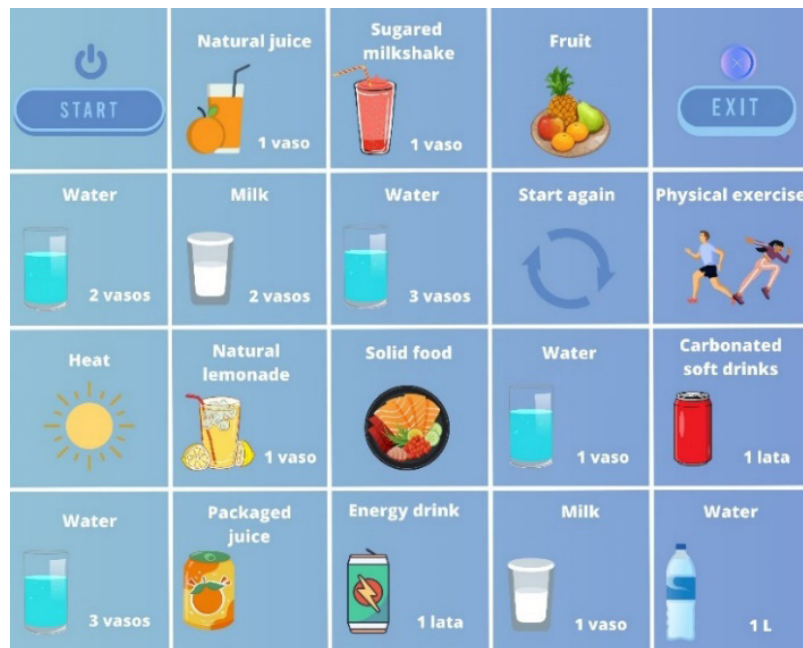 START
Natural juice
1 vaso
Sugared
milkshake
1 vaso
Fruit
EXIT
Water
2 vasos
Milk
2 vasos
Water
3 vasos
Start again
Physical exercise
Heat
Natural
lemonade
1 vaso
Solid food
Water
1 vaso
Carbonated
soft drinks
1 lata
Water
3 vasos
Packaged
juice
Energy drink
1 lata
Milk
1 vaso
Water
1 L